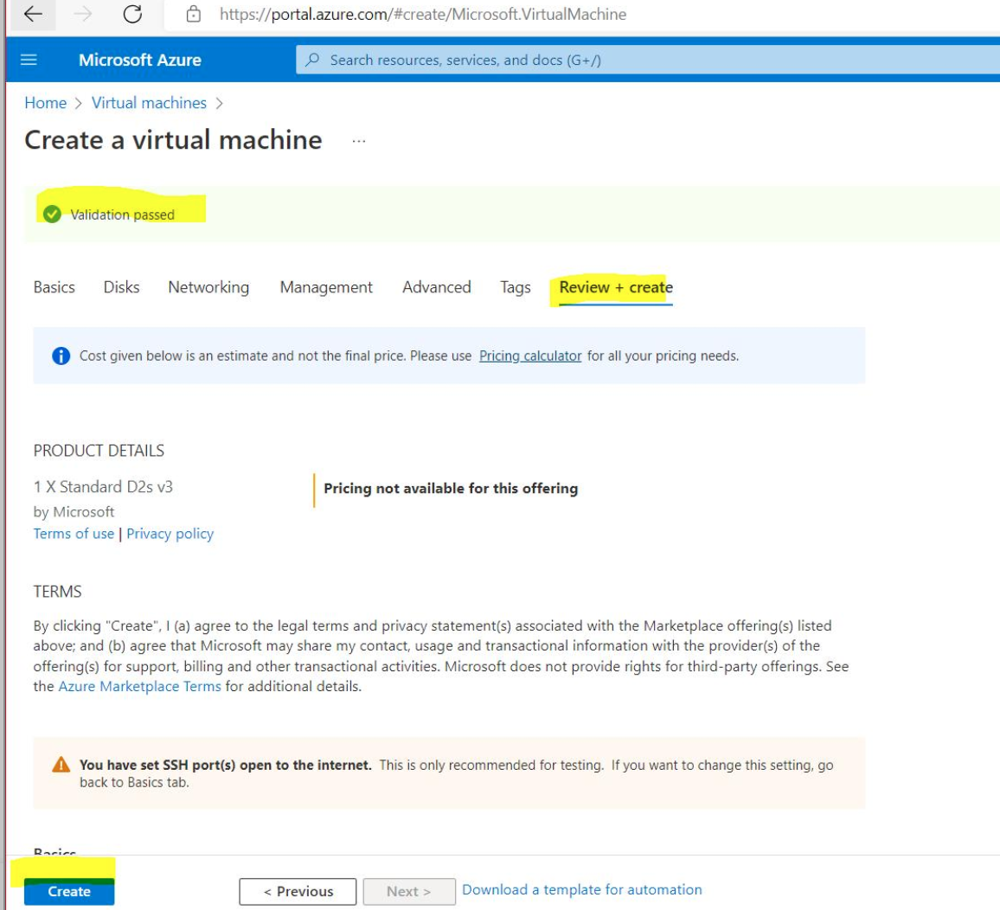 https://portal.azure.com/#create/Microsoft.VirtualMachine
Microsoft Azure
Search resources, services, and docs (G+/)
Home > Virtual machines >
Create a virtual machine ...
Validation passed
Basics Disks Networking Management Advanced Tags Review + create
Cost given below is an estimate and not the final price. Please use Pricing calculator for all your pricing needs.
PRODUCT DETAILS
1 X Standard D2s v3
by Microsoft
Terms of use | Privacy policy
Pricing not available for this offering
TERMS
By clicking "Create", I (a) agree to the legal terms and privacy statement(s) associated with the Marketplace offering(s) listed
above; and (b) agree that Microsoft may share my contact, usage and transactional information with the provider(s) of the
offering(s) for support, billing and other transactional activities. Microsoft does not provide rights for third-party offerings. See
the Azure Marketplace Terms for additional details.
You have set SSH port(s) open to the internet. This is only recommended for testing. If you want to change this setting, go
back to Basics tab.
Basics
Create
< Previous
Next >
Download a template for automation